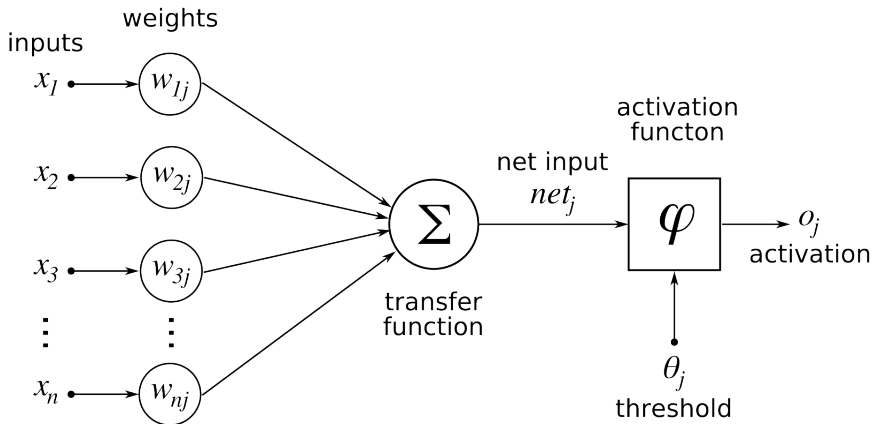 weights
inputs
x1 w1j
x2 w2j
x3 w3j
⋮ ⋮
xn wnj
Σ
transfer
function
net input
netj
activation
functon
φ
oj
activation
θj
threshold